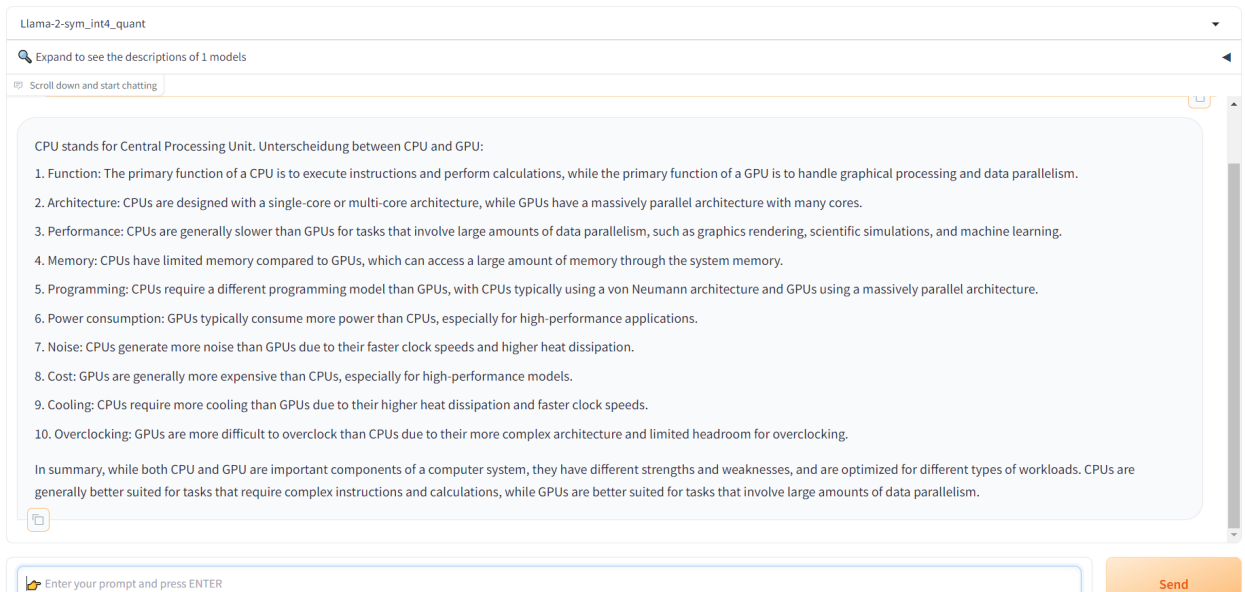 Llama-2-sym_int4_quant
🔍 Expand to see the descriptions of 1 models
Scroll down and start chatting
CPU stands for Central Processing Unit. Unterscheidung between CPU and GPU:
1. Function: The primary function of a CPU is to execute instructions and perform calculations, while the primary function of a GPU is to handle graphical processing and data parallelism.
2. Architecture: CPUs are designed with a single-core or multi-core architecture, while GPUs have a massively parallel architecture with many cores.
3. Performance: CPUs are generally slower than GPUs for tasks that involve large amounts of data parallelism, such as graphics rendering, scientific simulations, and machine learning.
4. Memory: CPUs have limited memory compared to GPUs, which can access a large amount of memory through the system memory.
5. Programming: CPUs require a different programming model than GPUs, with CPUs typically using a von Neumann architecture and GPUs using a massively parallel architecture.
6. Power consumption: GPUs typically consume more power than CPUs, especially for high-performance applications.
7. Noise: CPUs generate more noise than GPUs due to their faster clock speeds and higher heat dissipation.
8. Cost: GPUs are generally more expensive than CPUs, especially for high-performance models.
9. Cooling: CPUs require more cooling than GPUs due to their higher heat dissipation and faster clock speeds.
10. Overclocking: GPUs are more difficult to overclock than CPUs due to their more complex architecture and limited headroom for overclocking.
In summary, while both CPU and GPU are important components of a computer system, they have different strengths and weaknesses, and are optimized for different types of workloads. CPUs are
generally better suited for tasks that require complex instructions and calculations, while GPUs are better suited for tasks that involve large amounts of data parallelism.
👉 Enter your prompt and press ENTER
Send